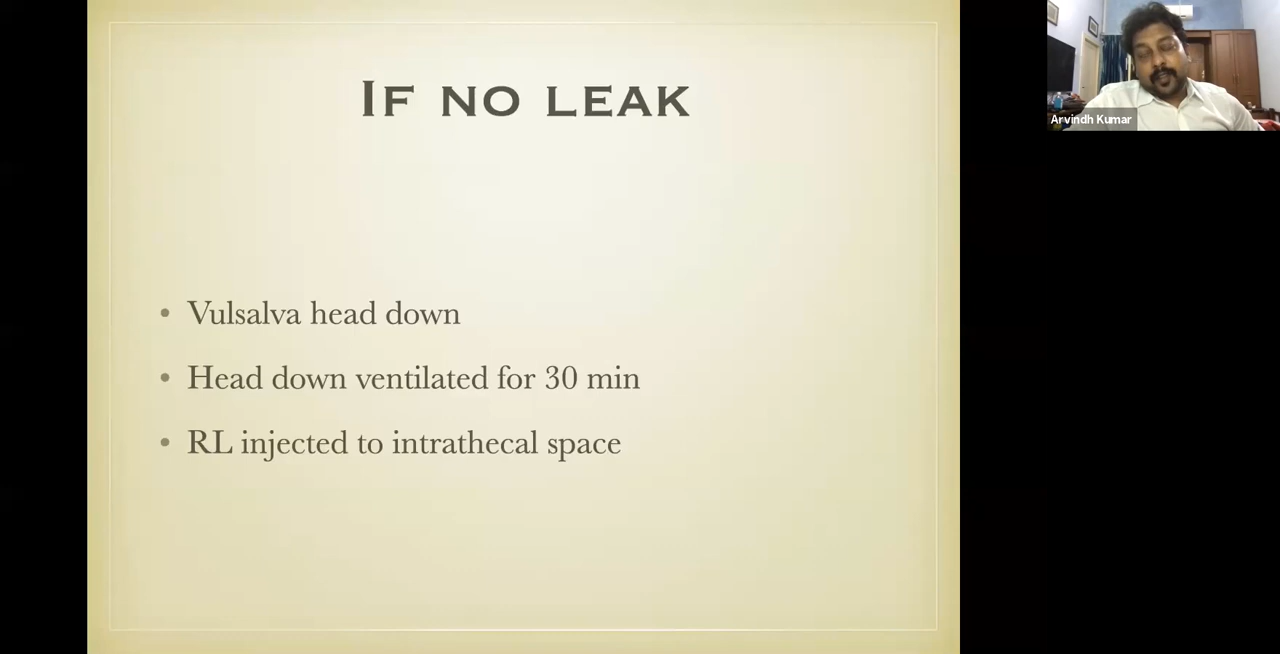 IF NO LEAK
• Vulsalva head down
• Head down ventilated for 30 min
• RL injected to intrathecal space
Arvindh Kumar